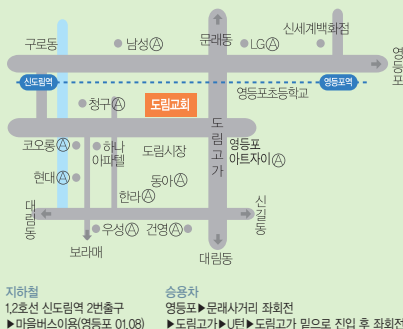 구로동
남성Ⓐ
문래동
LGⒶ
신세계백화점
영등포
신도림역
영등포역
영등포초등학교
청구Ⓐ
도림교회
도림고가
코오롱Ⓐ
하나
아파텔
도림시장
영등포
아트자이Ⓐ
현대Ⓐ
동아Ⓐ
한라Ⓐ
대림동
신길동
우성Ⓐ
건영Ⓐ
보라매
대림동
지하철
1,2호선 신도림역 2번출구
▶마을버스이용(영등포 01,08)
승용차
영등포▶문래사거리 좌회전
▶도림고가▶U턴▶도림고가 밑으로 진입 후 좌회전